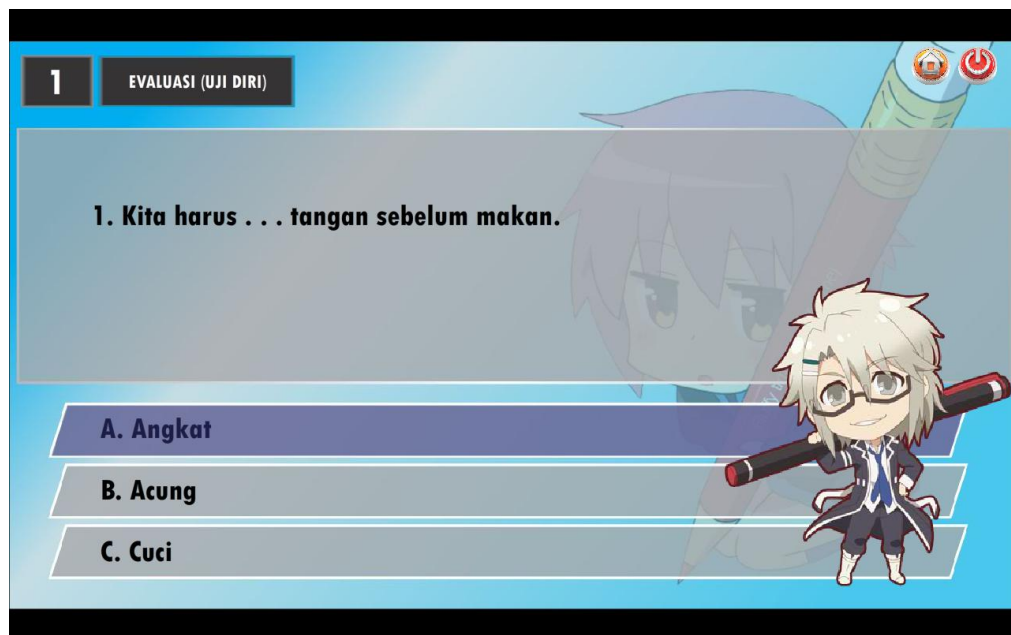 1
EVALUASI (UJI DIRI)
1. Kita harus . . . tangan sebelum makan.
A. Angkat
B. Acung
C. Cuci